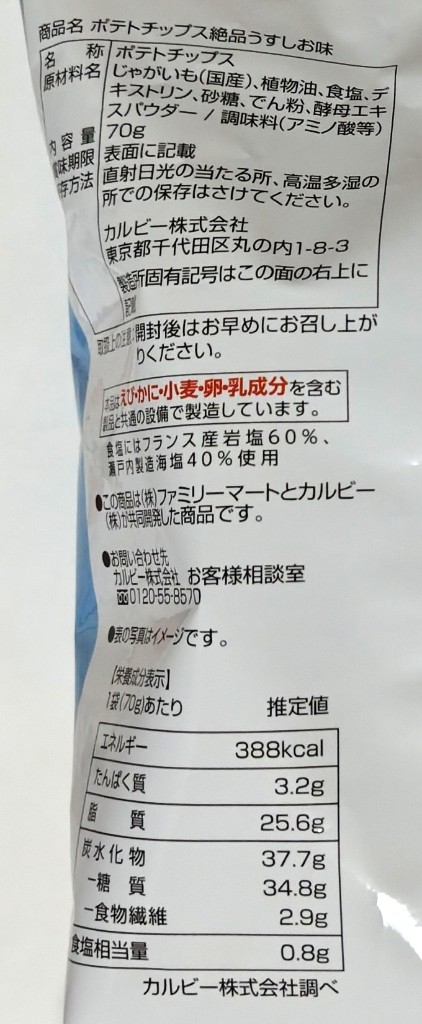 商品名 ポテトチップス絶品うすしお味
名 称 ポテトチップス
原材料名 じゃがいも(国産)、植物油、食塩、デ
キストリン、砂糖、でん粉、酵母エキ
スパウダー / 調味料(アミノ酸等)
内容量 70g
味期限 表面に記載
存方法 直射日光の当たる所、高温多湿の
所での保存はさけてください。
カルビー株式会社
東京都千代田区丸の内1-8-3
製造所固有記号はこの面の右上に
記載
取扱上の注意:開封後はお早めにお召し上が
りください。
本品はえび・かに・小麦・卵・乳成分を含む
製品と共通の設備で製造しています。
食塩にはフランス産岩塩60%、
瀬戸内製造海塩40%使用
●この商品は(株)ファミリーマートとカルビー
(株)が共同開発した商品です。
●お問い合わせ先
カルビー株式会社 お客様相談室
0120-55-8570
●表の写真はイメージです。
【栄養成分表示】
1袋(70g)あたり 推定値
エネルギー 388kcal
たんぱく質 3.2g
脂 質 25.6g
炭水化物 37.7g
-糖 質 34.8g
-食物繊維 2.9g
食塩相当量 0.8g
カルビー株式会社調べ